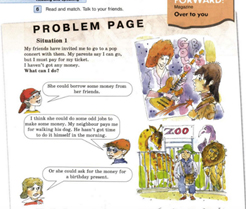 6 Read and match. Talk to your friends.
FORWARD!
Magazine
Over to you
PROBLEM PAGE
Situation 1
My friends have invited me to go to a pop
concert with them. My parents say I can go,
but I must pay for my ticket.
I haven't got any money.
What can I do?
She could borrow some money from
her friends.
I think she could do some odd jobs to
make some money. My neighbour pays me
for walking his dog. He hasn't got time
to do it himself in the morning.
Or she could ask for the money for
a birthday present.
ZOO